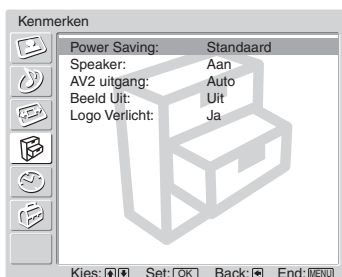 Kenmerken
Power Saving: Standaard
Speaker: Aan
AV2 uitgang: Auto
Beeld Uit: Uit
Logo Verlicht: Ja
Kies: Set: OK Back: End: MENU